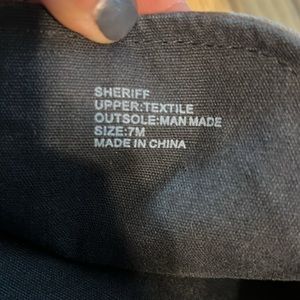 SHERIFF
UPPER:TEXTILE
OUTSOLE:MAN MADE
SIZE:7M
MADE IN CHINA